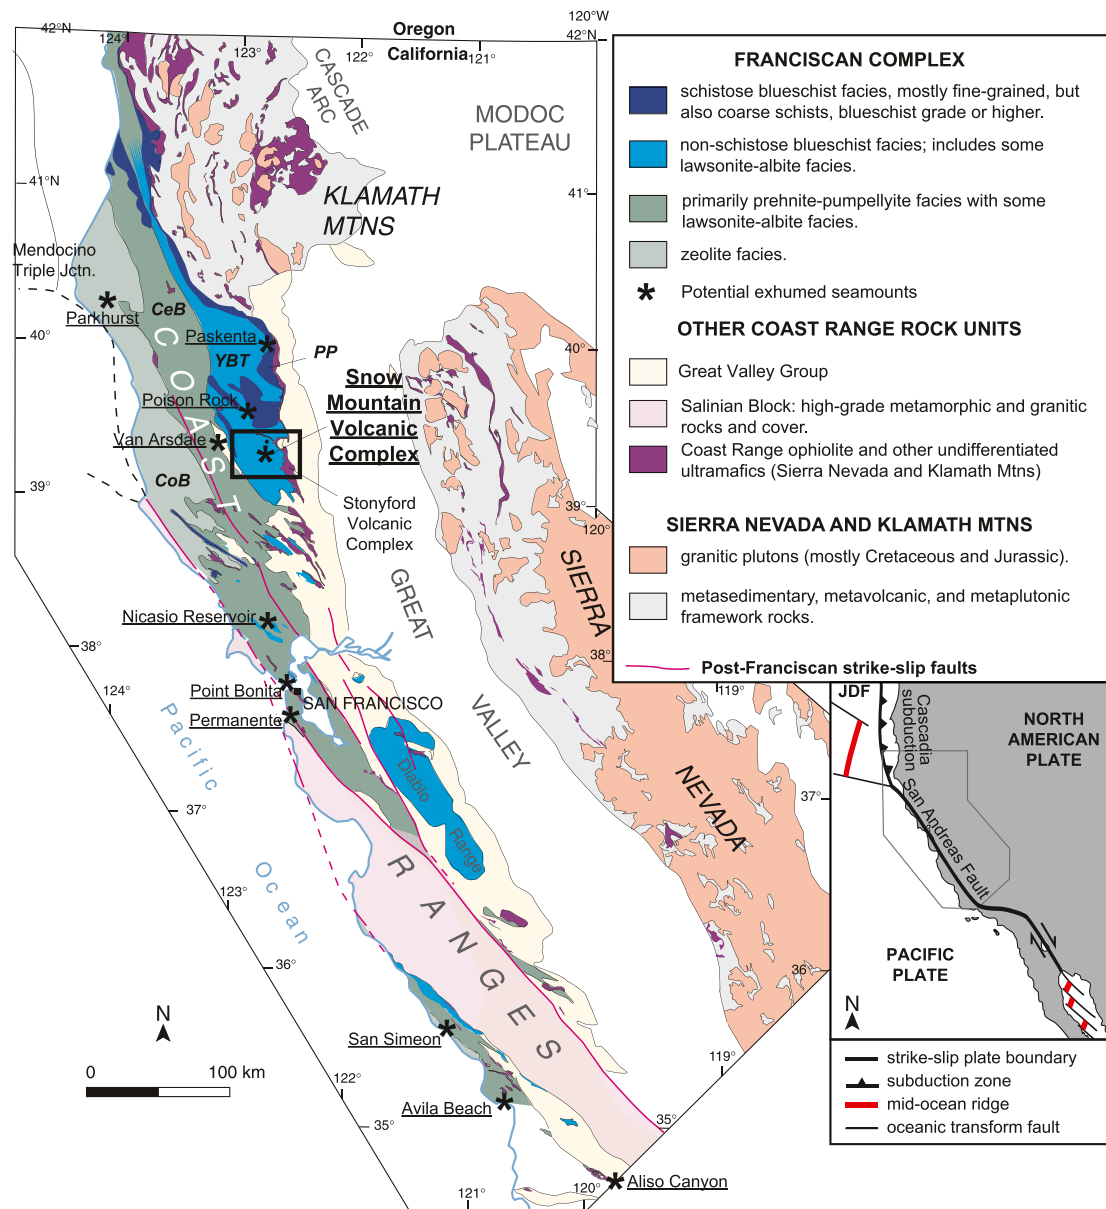 Oregon
California
42°N
124°
123°
122°
121°
120°W
42°N
CASCADE
ARC
MODOC
PLATEAU
41°N
41°
KLAMATH
MTNS
Mendocino
Triple Jctn.
Parkhurst
CeB
40°
Paskenta
YBT
PP
40°
Snow
Mountain
Volcanic
Complex
Poison Rock
Van Arsdale
CoB
39°
39°
120°
Stonyford
Volcanic
Complex
COAST
RANGES
GREAT
VALLEY
SIERRA
NEVADA
Nicasio Reservoir
38°
38°
124°
Point Bonita
SAN FRANCISCO
Permanente
119°
Pacific
Ocean
Diablo
Range
37°
37°
123°
36°
36°
N
San Simeon
0
100 km
Avila Beach
122°
119°
35°
35°
Aliso Canyon
121°
120°
FRANCISCAN COMPLEX
schistose blueschist facies, mostly fine-grained, but
also coarse schists, blueschist grade or higher.
non-schistose blueschist facies; includes some
lawsonite-albite facies.
primarily prehnite-pumpellyite facies with some
lawsonite-albite facies.
zeolite facies.
Potential exhumed seamounts
OTHER COAST RANGE ROCK UNITS
Great Valley Group
Salinian Block: high-grade metamorphic and granitic
rocks and cover.
Coast Range ophiolite and other undifferentiated
ultramafics (Sierra Nevada and Klamath Mtns)
SIERRA NEVADA AND KLAMATH MTNS
granitic plutons (mostly Cretaceous and Jurassic).
metasedimentary, metavolcanic, and metaplutonic
framework rocks.
Post-Franciscan strike-slip faults
JDF
Cascadia
subduction
NORTH
AMERICAN
PLATE
San Andreas Fault
PACIFIC
PLATE
N
strike-slip plate boundary
subduction zone
mid-ocean ridge
oceanic transform fault